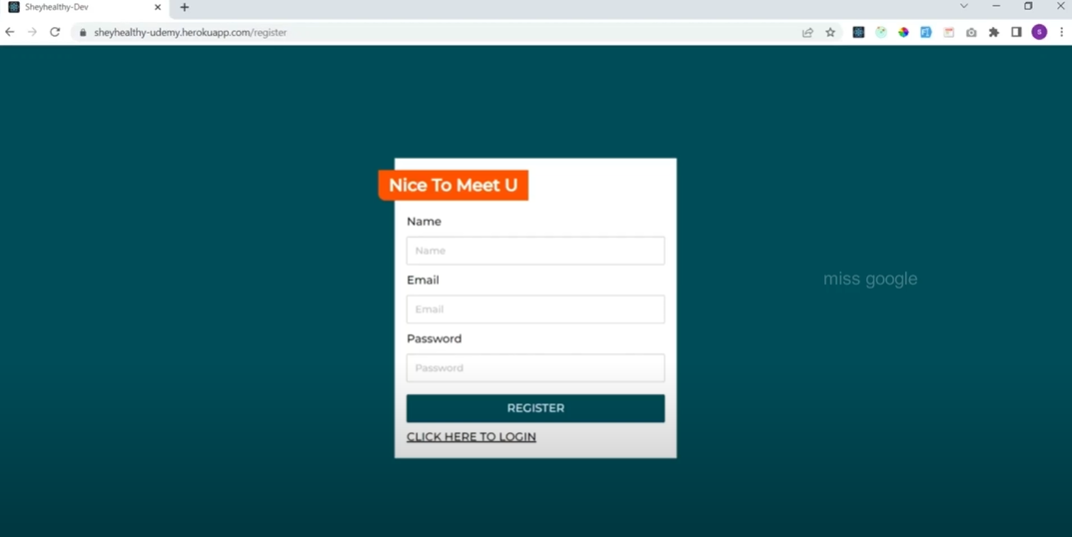 Sheyhealthy-Dev
sheyhealthy-udemy.herokuapp.com/register
Nice To Meet U
Name
Name
Email
Email
miss google
Password
Password
REGISTER
CLICK HERE TO LOGIN